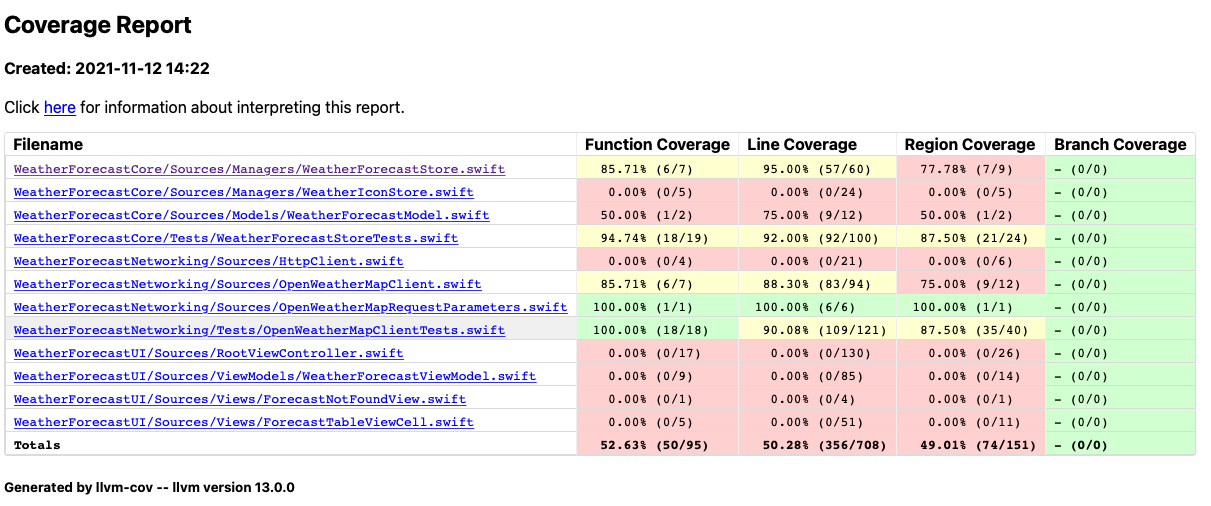 Coverage Report
Created: 2021-11-12 14:22
Click here for information about interpreting this report.
Filename Function Coverage Line Coverage Region Coverage Branch Coverage
WeatherForecastCore/Sources/Managers/WeatherForecastStore.swift 85.71% (6/7) 95.00% (57/60) 77.78% (7/9) - (0/0)
WeatherForecastCore/Sources/Managers/WeatherIconStore.swift 0.00% (0/5) 0.00% (0/24) 0.00% (0/5) - (0/0)
WeatherForecastCore/Sources/Models/WeatherForecastModel.swift 50.00% (1/2) 75.00% (9/12) 50.00% (1/2) - (0/0)
WeatherForecastCore/Tests/WeatherForecastStoreTests.swift 94.74% (18/19) 92.00% (92/100) 87.50% (21/24) - (0/0)
WeatherForecastNetworking/Sources/HttpClient.swift 0.00% (0/4) 0.00% (0/21) 0.00% (0/6) - (0/0)
WeatherForecastNetworking/Sources/OpenWeatherMapClient.swift 85.71% (6/7) 88.30% (83/94) 75.00% (9/12) - (0/0)
WeatherForecastNetworking/Sources/OpenWeatherMapRequestParameters.swift 100.00% (1/1) 100.00% (6/6) 100.00% (1/1) - (0/0)
WeatherForecastNetworking/Tests/OpenWeatherMapClientTests.swift 100.00% (18/18) 90.08% (109/121) 87.50% (35/40) - (0/0)
WeatherForecastUI/Sources/RootViewController.swift 0.00% (0/17) 0.00% (0/130) 0.00% (0/26) - (0/0)
WeatherForecastUI/Sources/ViewModels/WeatherForecastViewModel.swift 0.00% (0/9) 0.00% (0/85) 0.00% (0/14) - (0/0)
WeatherForecastUI/Sources/Views/ForecastNotFoundView.swift 0.00% (0/1) 0.00% (0/4) 0.00% (0/1) - (0/0)
WeatherForecastUI/Sources/Views/ForecastTableViewCell.swift 0.00% (0/5) 0.00% (0/51) 0.00% (0/11) - (0/0)
Totals 52.63% (50/95) 50.28% (356/708) 49.01% (74/151) - (0/0)
Generated by llvm-cov -- llvm version 13.0.0